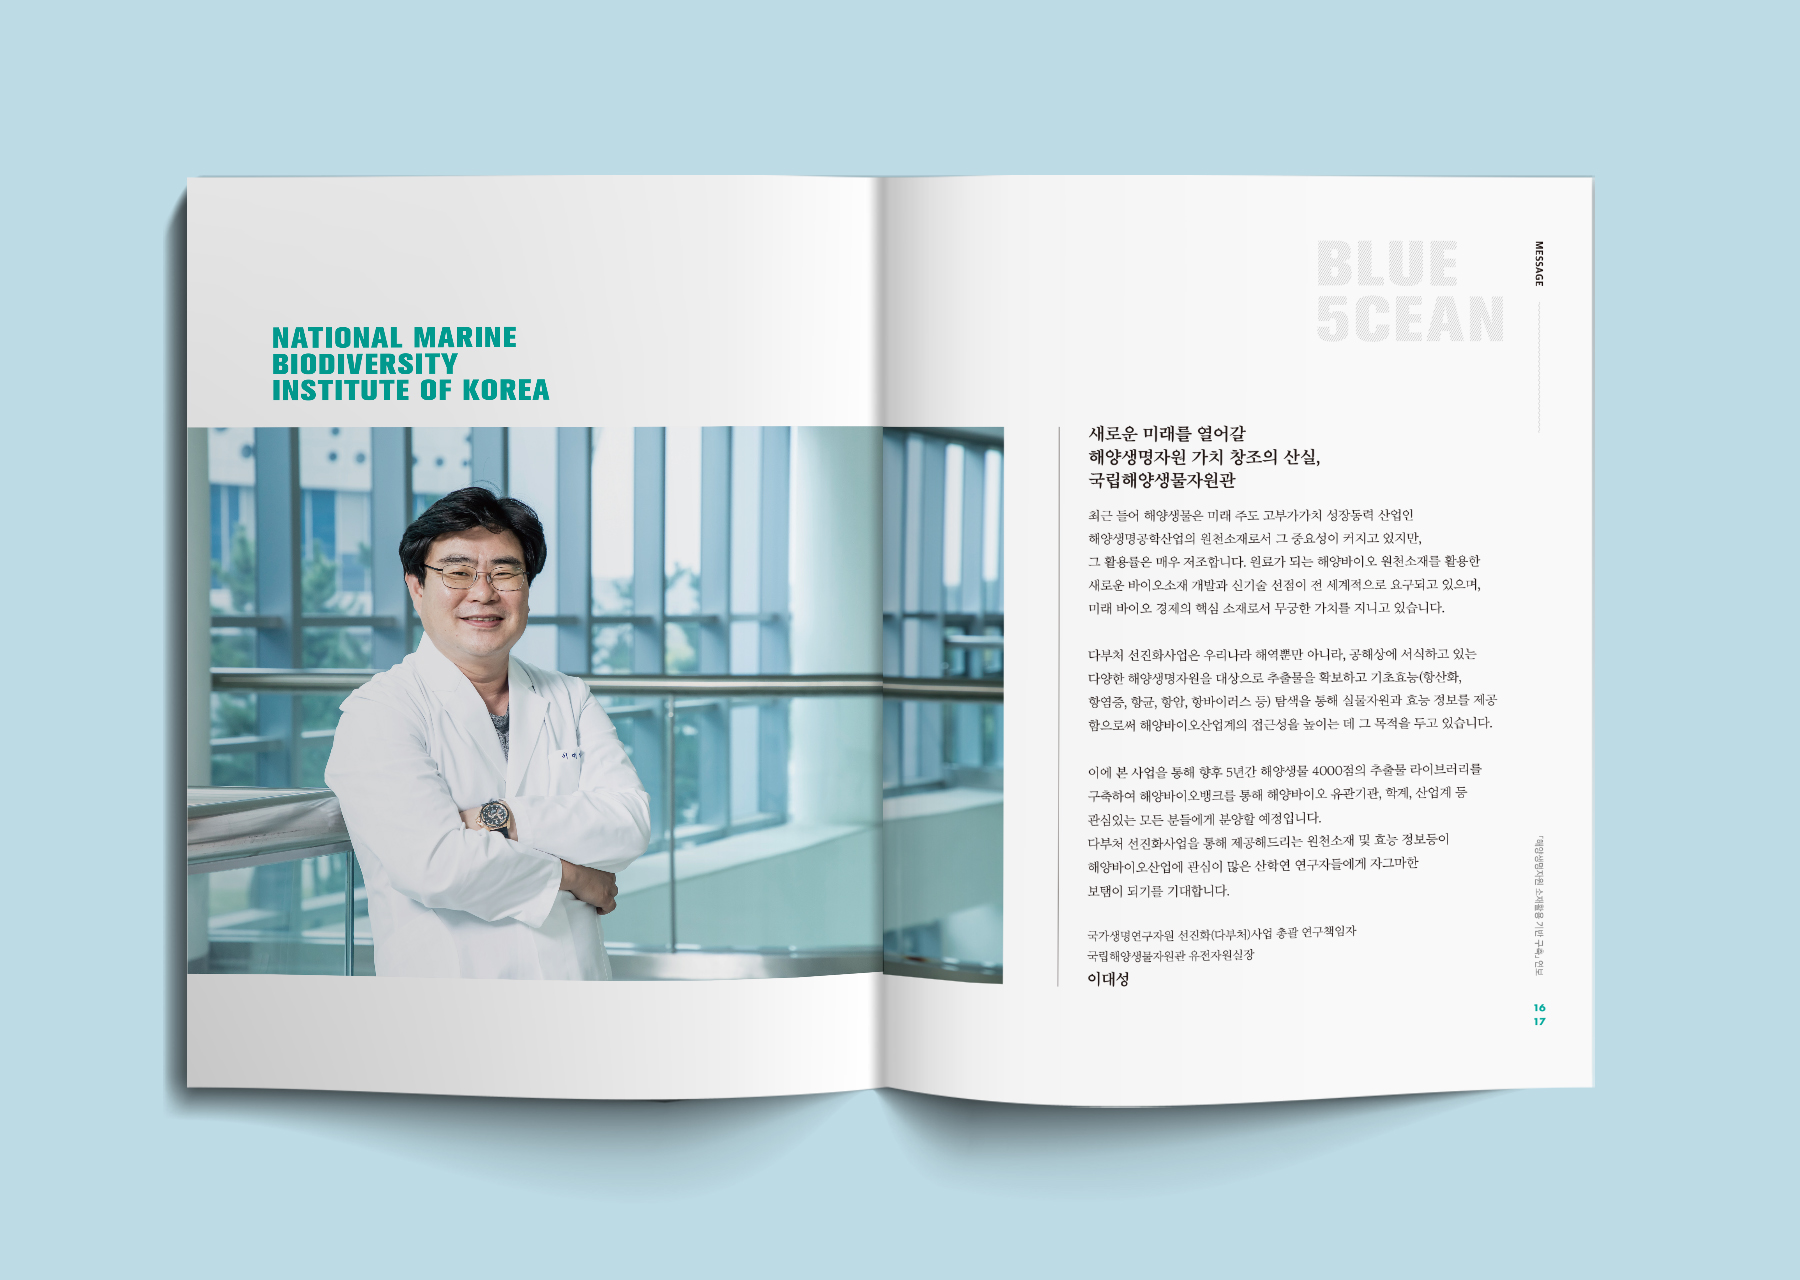 NATIONAL MARINE
BIODIVERSITY
INSTITUTE OF KOREA
BLUE
5CEAN
MESSAGE
새로운 미래를 열어갈
해양생명자원 가치 창조의 산실,
국립해양생물자원관
최근 들어 해양생물은 미래 주도 고부가가치 성장동력 산업인
해양생명공학산업의 원천소재로서 그 중요성이 커지고 있지만,
그 활용률은 매우 저조합니다. 원료가 되는 해양바이오 원천소재를 활용한
새로운 바이오소재 개발과 신기술 선점이 전 세계적으로 요구되고 있으며,
미래 바이오 경제의 핵심 소재로서 무궁한 가치를 지니고 있습니다.
다부처 선진화사업은 우리나라 해역뿐만 아니라, 공해상에 서식하고 있는
다양한 해양생명자원을 대상으로 추출물을 확보하고 기초효능(항산화,
항염증, 항균, 항암, 항바이러스 등) 탐색을 통해 실물자원과 효능 정보를 제공
함으로써 해양바이오산업계의 접근성을 높이는 데 그 목적을 두고 있습니다.
이에 본 사업을 통해 향후 5년간 해양생물 4000점의 추출물 라이브러리를
구축하여 해양바이오뱅크를 통해 해양바이오 유관기관, 학계, 산업계 등
관심있는 모든 분들에게 분양할 예정입니다.
다부처 선진화사업을 통해 제공해드리는 원천소재 및 효능 정보등이
해양바이오산업에 관심이 많은 산학연 연구자들에게 자그마한
보탬이 되기를 기대합니다.
국가생명연구자원 선진화(다부처)사업 총괄 연구책임자
국립해양생물자원관 유전자원실장
이대성
「해양생명자원 소재활용 기반 구축」 연보
16
17